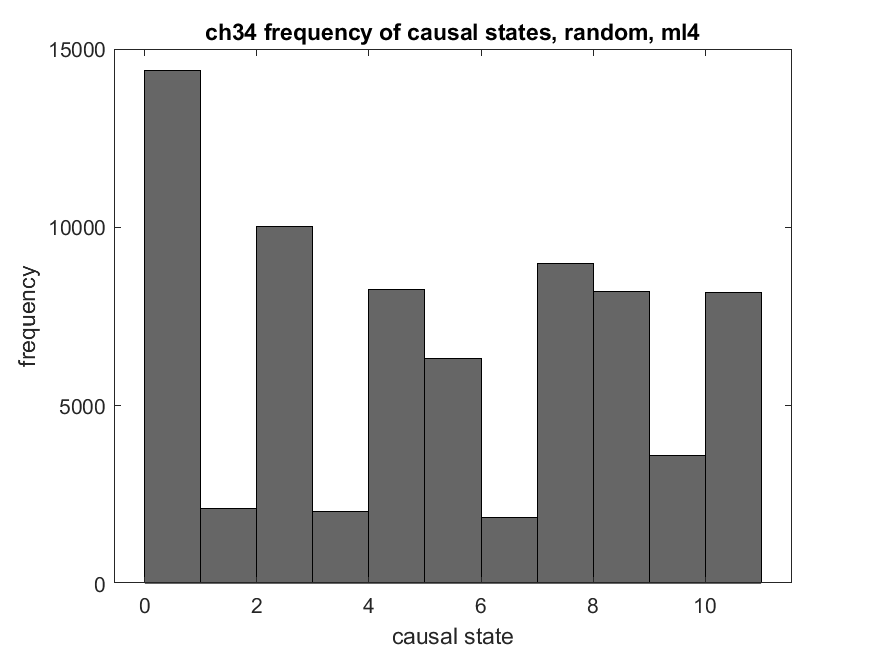 ch34 frequency of causal states, random, ml4
15000
10000
5000
0
frequency
0 2 4 6 8 10
causal state